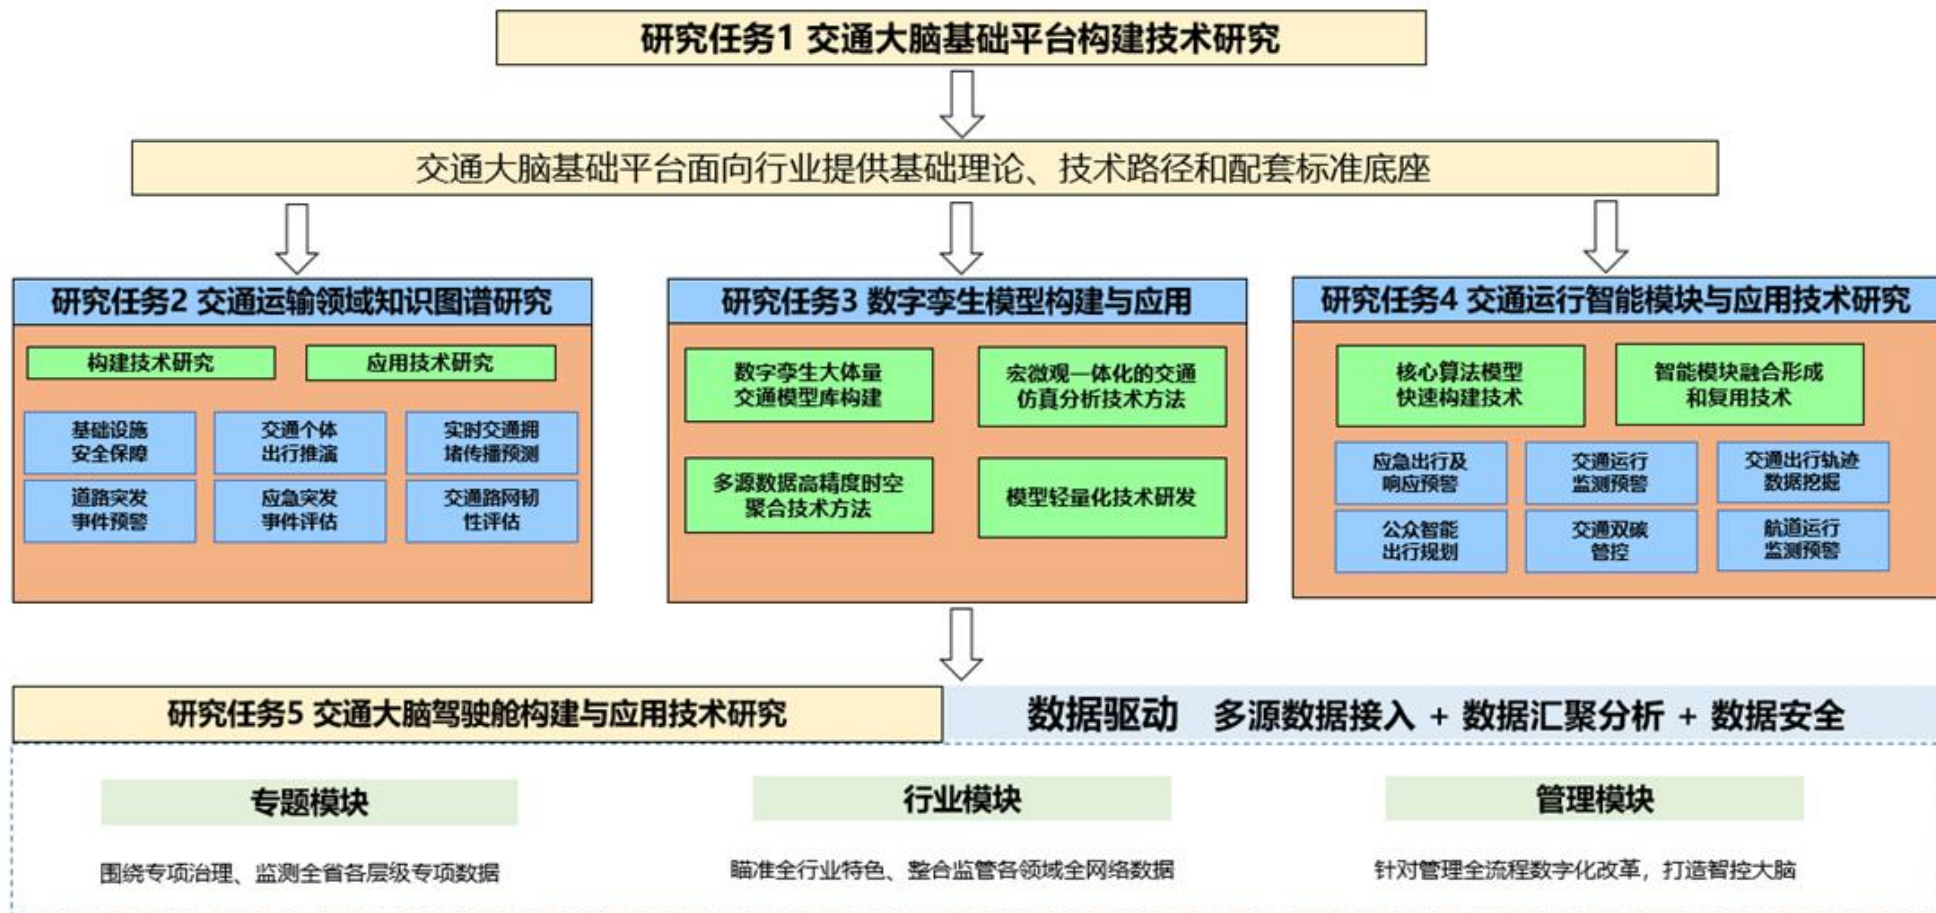 研究任务1 交通大脑基础平台构建技术研究
交通大脑基础平台面向行业提供基础理论、技术路径和配套标准底座
研究任务2 交通运输领域知识图谱研究
构建技术研究
应用技术研究
基础设施
安全保障
交通个体
出行推演
实时交通拥
堵传播预测
道路突发
事件预警
应急突发
事件评估
交通路网韧
性评估
研究任务3 数字孪生模型构建与应用
数字孪生大体量
交通模型库构建
宏微观一体化的交通
仿真分析技术方法
多源数据高精度时空
聚合技术方法
模型轻量化技术研发
研究任务4 交通运行智能模块与应用技术研究
核心算法模型
快速构建技术
智能模块融合形成
和复用技术
应急出行及
响应预警
交通运行
监测预警
交通出行轨迹
数据挖掘
公众智能
出行规划
交通双碳
管控
航道运行
监测预警
研究任务5 交通大脑驾驶舱构建与应用技术研究
数据驱动 多源数据接入 + 数据汇聚分析 + 数据安全
专题模块
围绕专项治理、监测全省各层级专项数据
行业模块
瞄准全行业特色、整合监管各领域全网络数据
管理模块
针对管理全流程数字化改革，打造智控大脑